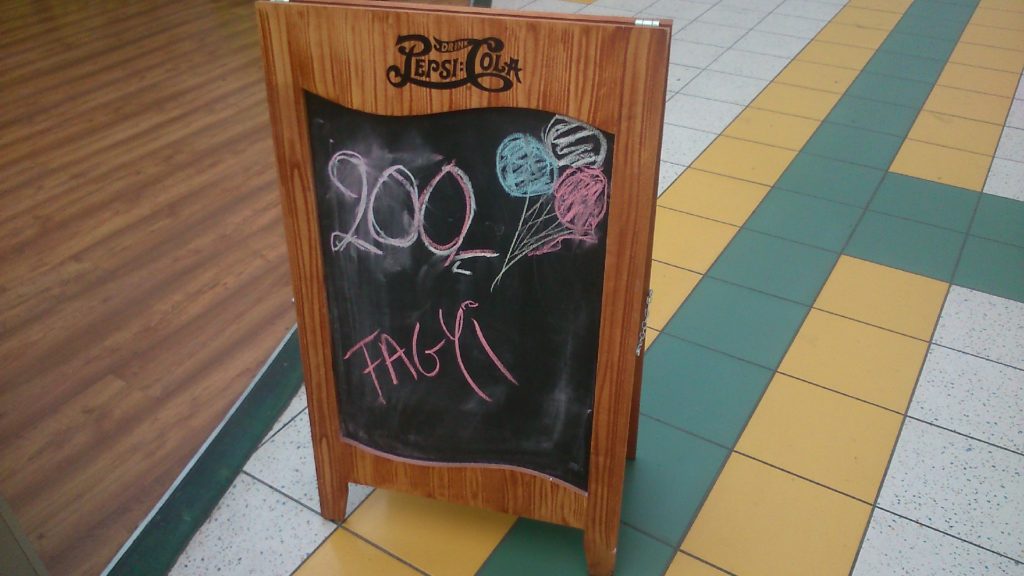 DRINK
PEPSI:COLA
200,-
FAGYI